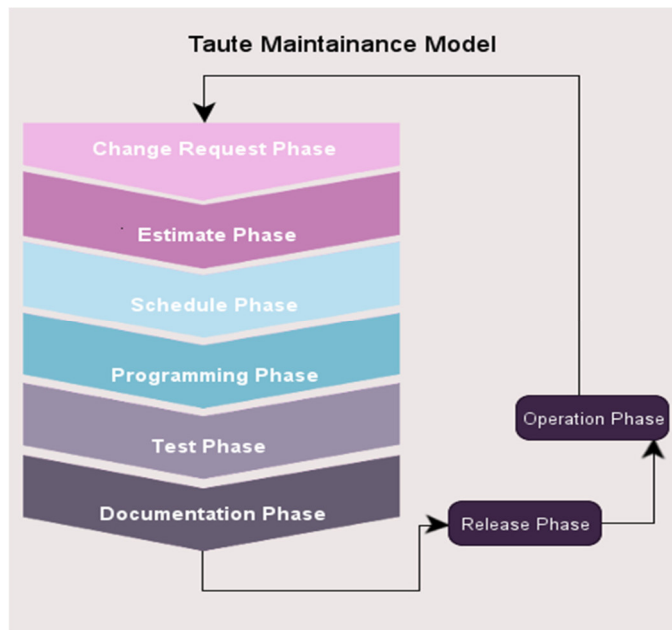 Taute Maintainance Model
Change Request Phase
Estimate Phase
Schedule Phase
Programming Phase
Test Phase
Documentation Phase
Operation Phase
Release Phase